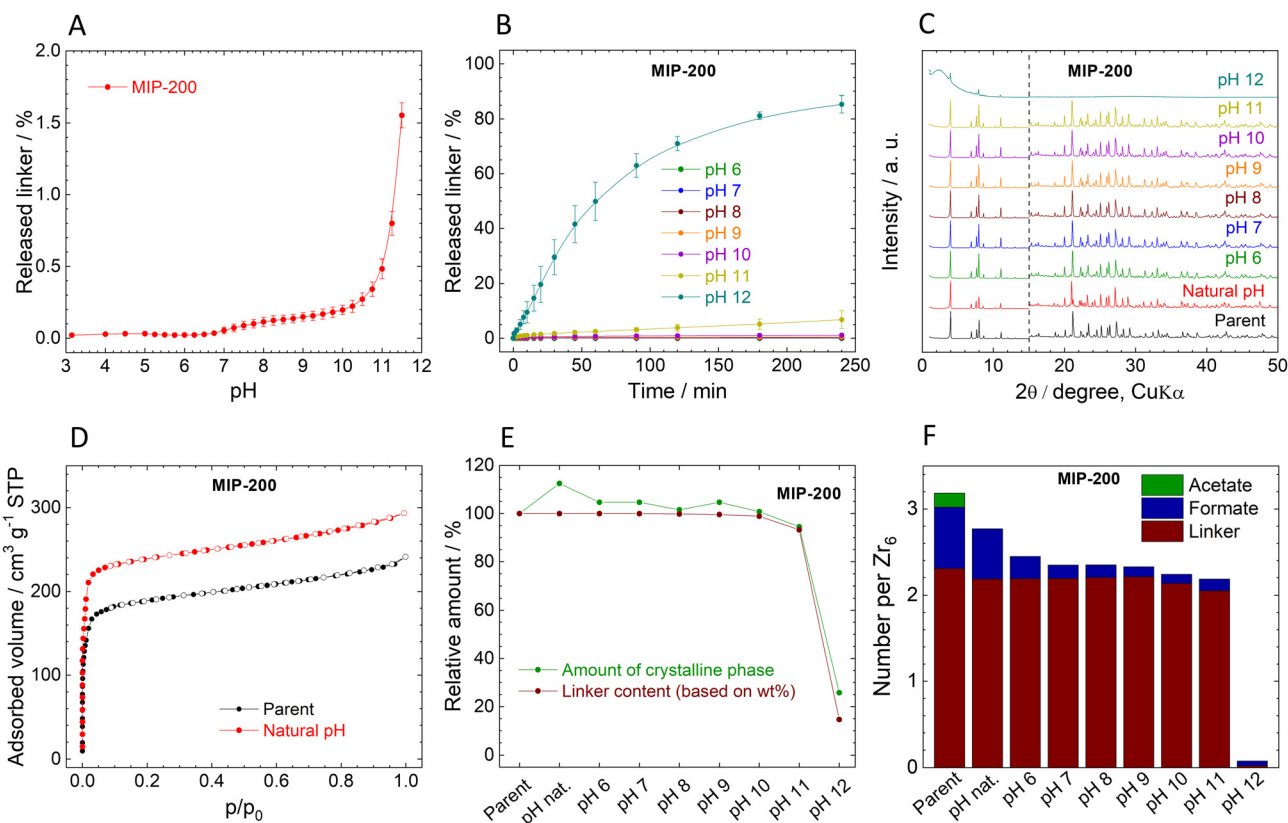 A
Released linker / %
2.0
1.5
1.0
0.5
0.0
MIP-200
3 4 5 6 7 8 9 10 11 12
pH
B
Released linker / %
100
80
60
40
20
0
MIP-200
pH 6
pH 7
pH 8
pH 9
pH 10
pH 11
pH 12
0 50 100 150 200 250
Time / min
C
Intensity / a. u.
MIP-200
pH 12
pH 11
pH 10
pH 9
pH 8
pH 7
pH 6
Natural pH
Parent
0 10 20 30 40 50
2θ / degree, CuKα
D
Adsorbed volume / cm³ g⁻¹ STP
300
200
100
0
MIP-200
Parent
Natural pH
0.0 0.2 0.4 0.6 0.8 1.0
p/p₀
E
Relative amount / %
120
100
80
60
40
20
0
MIP-200
Amount of crystalline phase
Linker content (based on wt%)
Parent pH nat. pH 6 pH 7 pH 8 pH 9 pH 10 pH 11 pH 12
F
Number per Zr₆
3
2
1
0
MIP-200
Acetate
Formate
Linker
Parent pH nat. pH 6 pH 7 pH 8 pH 9 pH 10 pH 11 pH 12